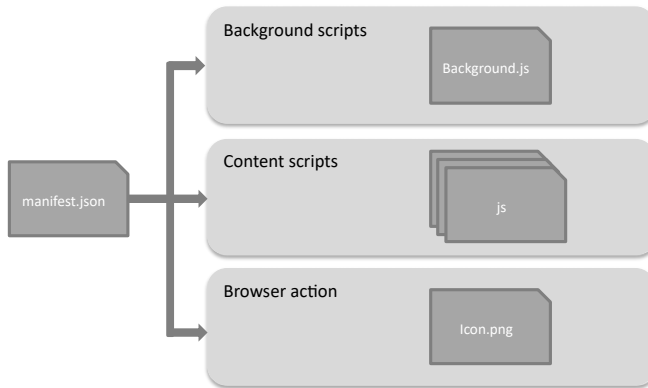 Background scripts
Background.js
manifest.json
Content scripts
js
Browser action
Icon.png